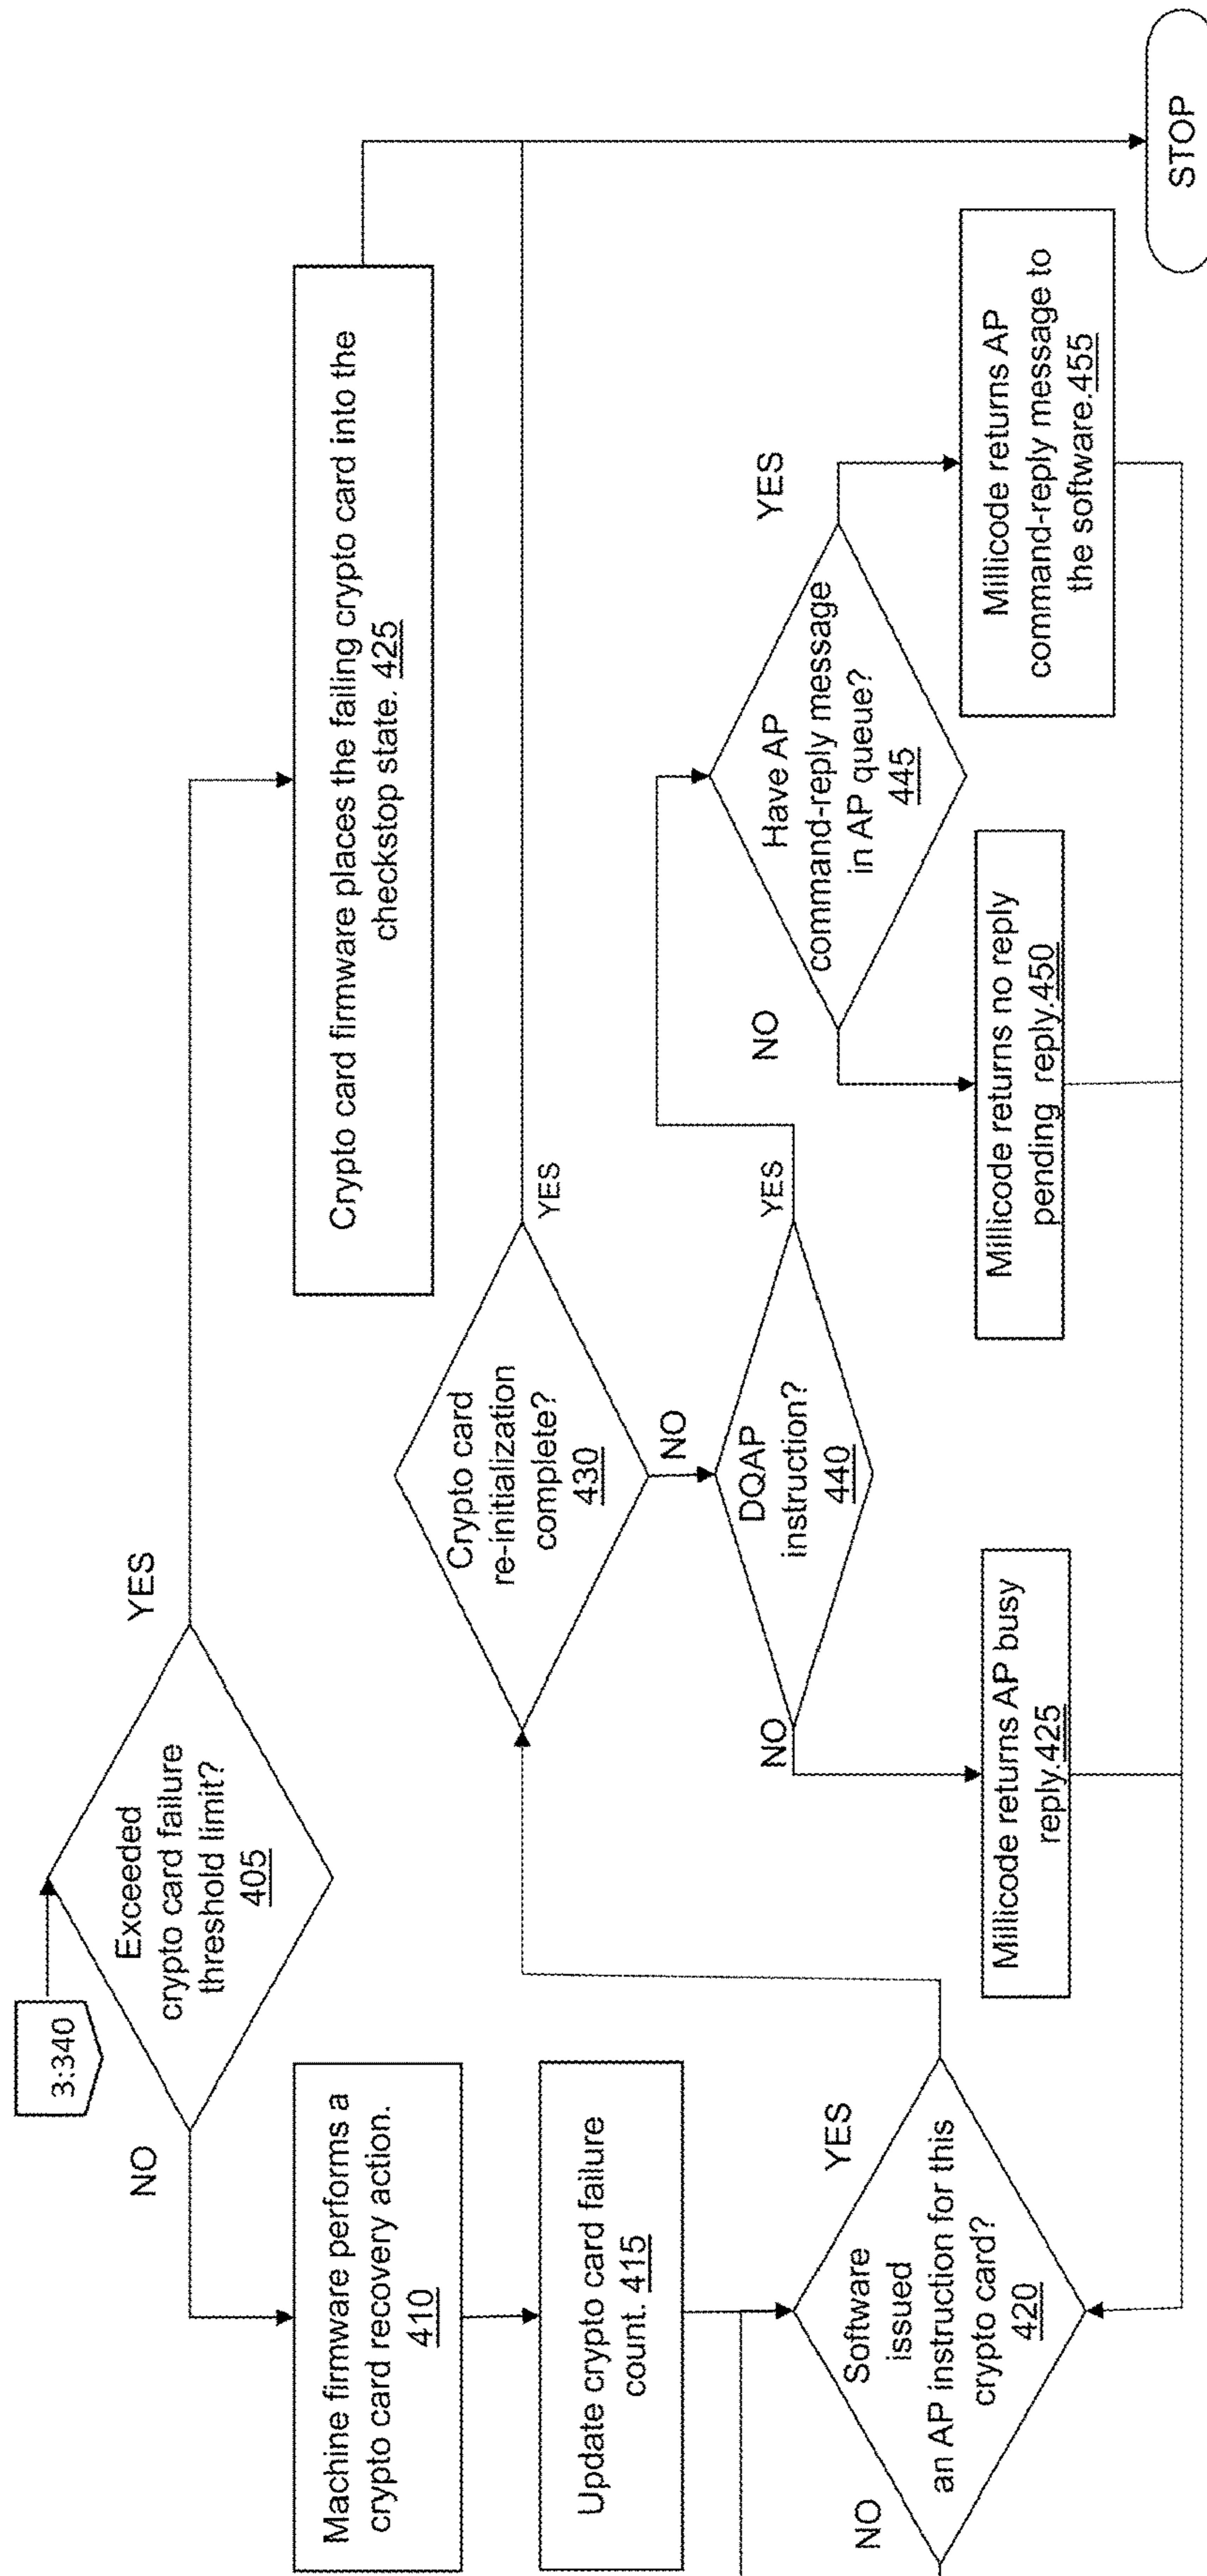 3:340
Exceeded
crypto card failure
threshold limit?
405
YES
NO
Crypto card firmware places the failing crypto card into the
checkstop state. 425
Machine firmware performs a
crypto card recovery action.
410
Update crypto card failure
count. 415
Software
issued
an AP instruction for this
crypto card?
420
NO
YES
Crypto card
re-initialization
complete?
430
YES
NO
DQAP
instruction?
440
NO
YES
Millicode returns AP busy
reply.425
Have AP
command-reply message
in AP queue?
445
NO
YES
Millicode returns no reply
pending reply.450
Millicode returns AP
command-reply message to
the software.455
STOP